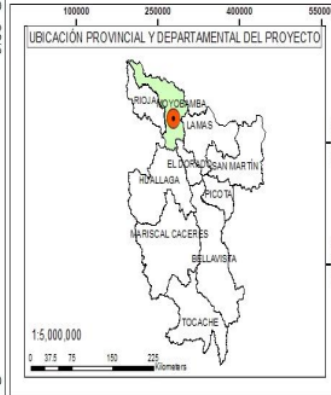 100000 250000 400000 55000
UBICACIÓN PROVINCIAL Y DEPARTAMENTAL DEL PROYECTO
RIOJA
MOYOBAMBA
LAMAS
EL DORADO
SAN MARTÍN
HUALLAGA
PICOTA
MARISCAL CACERES
BELLAVISTA
TOCACHE
1:5,000,000
0 37.5 75 150 225
Kilometers